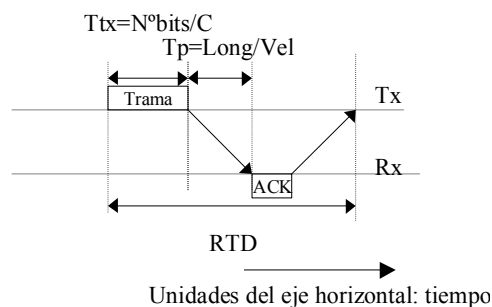 Ttx=Nºbits/C
Tp=Long/Vel
Trama
Tx
Rx
ACK
RTD
Unidades del eje horizontal: tiempo